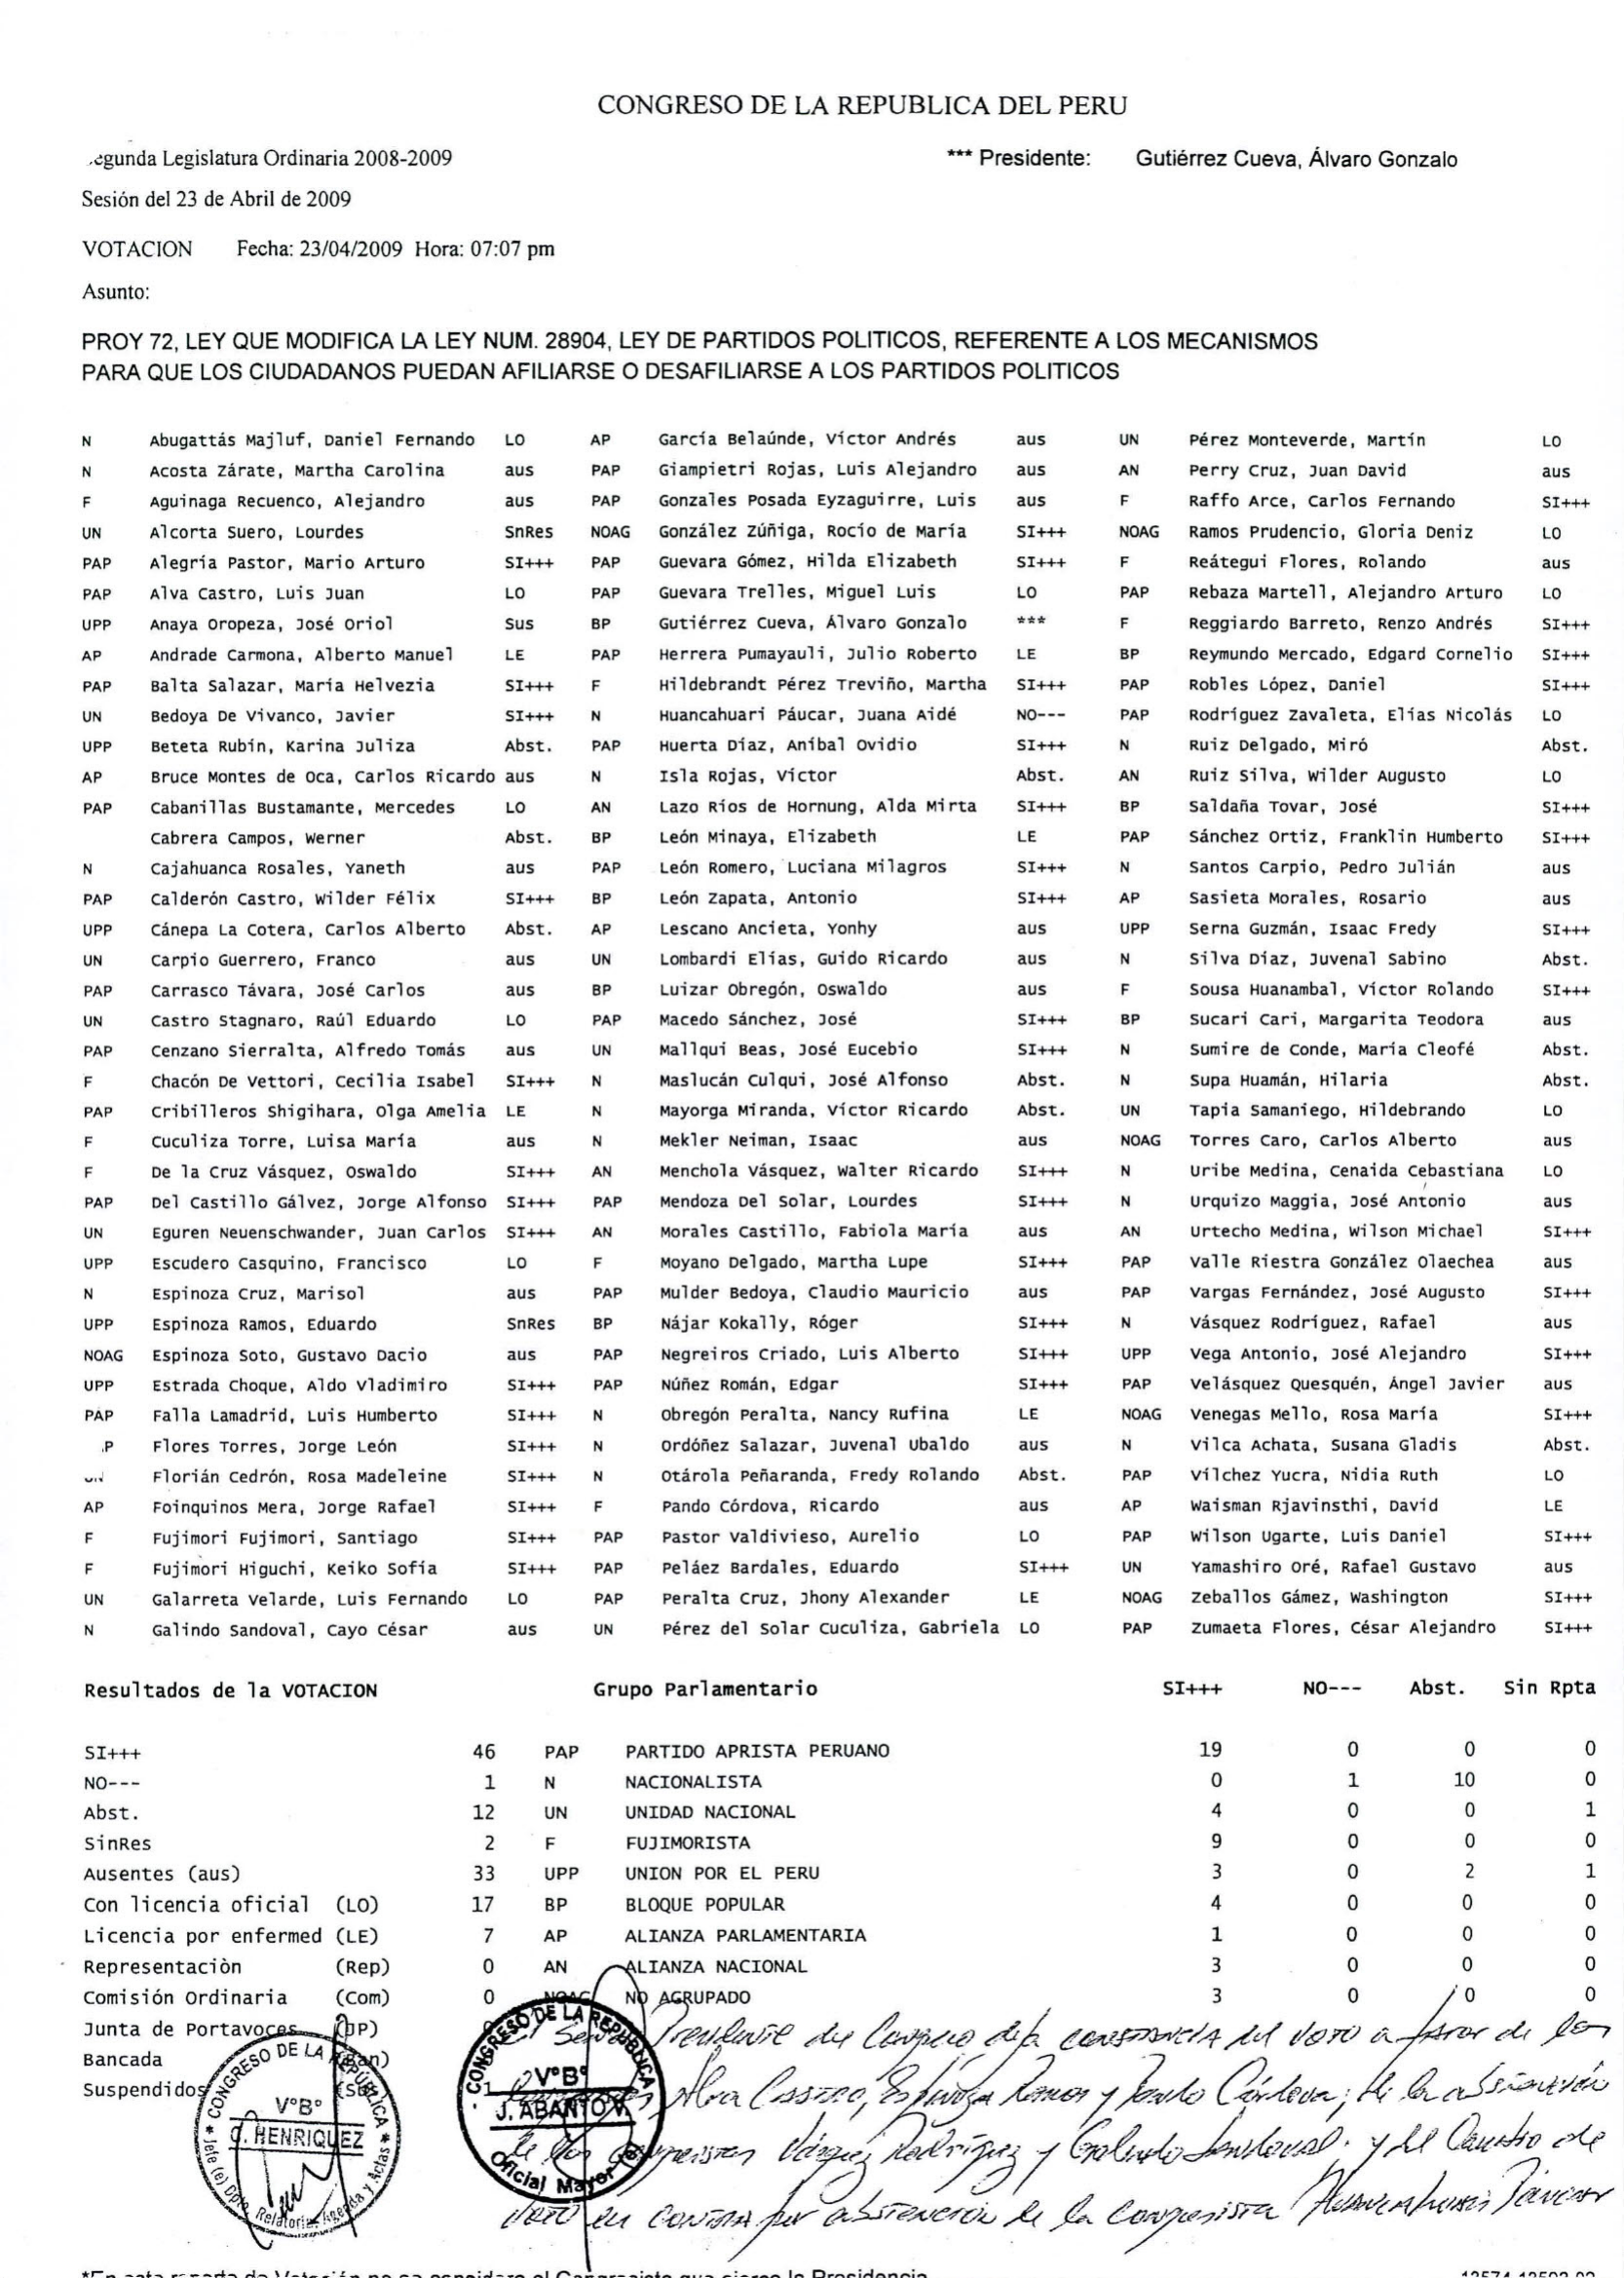 CONGRESO DE LA REPUBLICA DEL PERU
egunda Legislatura Ordinaria 2008-2009 *** Presidente: Gutiérrez Cueva, Álvaro Gonzalo
Sesión del 23 de Abril de 2009
VOTACION Fecha: 23/04/2009 Hora: 07:07 pm
Asunto:
PROY 72, LEY QUE MODIFICA LA LEY NUM. 28904, LEY DE PARTIDOS POLITICOS, REFERENTE A LOS MECANISMOS
PARA QUE LOS CIUDADANOS PUEDAN AFILIARSE O DESAFILIARSE A LOS PARTIDOS POLITICOS
N Abugattás Majluf, Daniel Fernando LO AP García Belaúnde, Víctor Andrés aus UN Pérez Monteverde, Martín LO
N Acosta Zárate, Martha Carolina aus PAP Giampietri Rojas, Luis Alejandro aus AN Perry Cruz, Juan David aus
F Aguinaga Recuenco, Alejandro aus PAP Gonzales Posada Eyzaguirre, Luis aus F Raffo Arce, Carlos Fernando SI+++
UN Alcorta Suero, Lourdes SnRes NOAG González Zúñiga, Rocío de María SI+++ NOAG Ramos Prudencio, Gloria Deniz LO
PAP Alegría Pastor, Mario Arturo SI+++ PAP Guevara Gómez, Hilda Elizabeth SI+++ F Reátegui Flores, Rolando aus
PAP Alva Castro, Luis Juan LO PAP Guevara Trelles, Miguel Luis LO PAP Rebaza Martell, Alejandro Arturo LO
UPP Anaya Oropeza, José Oriol Sus BP Gutiérrez Cueva, Álvaro Gonzalo *** F Reggiardo Barreto, Renzo Andrés SI+++
AP Andrade Carmona, Alberto Manuel LE PAP Herrera Pumayauli, Julio Roberto LE BP Reymundo Mercado, Edgard Cornelio SI+++
PAP Balta Salazar, María Helvezia SI+++ F Hildebrandt Pérez Treviño, Martha SI+++ PAP Robles López, Daniel SI+++
UN Bedoya De Vivanco, Javier SI+++ N Huancahuari Páucar, Juana Aidé NO--- PAP Rodríguez Zavaleta, Elías Nicolás LO
UPP Beteta Rubín, Karina Juliza Abst. PAP Huerta Díaz, Aníbal Ovidio SI+++ N Ruiz Delgado, Miró Abst.
AP Bruce Montes de Oca, Carlos Ricardo aus N Isla Rojas, Víctor Abst. AN Ruiz Silva, Wilder Augusto LO
PAP Cabanillas Bustamante, Mercedes LO AN Lazo Ríos de Hornung, Alda Mirta SI+++ BP Saldaña Tovar, José SI+++
Cabrera Campos, Werner Abst. BP León Minaya, Elizabeth LE PAP Sánchez Ortiz, Franklin Humberto SI+++
N Cajahuanca Rosales, Yaneth aus PAP León Romero, Luciana Milagros SI+++ N Santos Carpio, Pedro Julián aus
PAP Calderón Castro, Wilder Félix SI+++ BP León Zapata, Antonio SI+++ AP Sasieta Morales, Rosario aus
UPP Cánepa La Cotera, Carlos Alberto Abst. AP Lescano Ancieta, Yonhy aus UPP Serna Guzmán, Isaac Fredy SI+++
UN Carpio Guerrero, Franco aus UN Lombardi Elías, Guido Ricardo aus N Silva Díaz, Juvenal Sabino Abst.
PAP Carrasco Távara, José Carlos aus BP Luizar Obregón, Oswaldo aus F Sousa Huanambal, Víctor Rolando SI+++
UN Castro Stagnaro, Raúl Eduardo LO PAP Macedo Sánchez, José SI+++ BP Sucari Cari, Margarita Teodora aus
PAP Cenzano Sierralta, Alfredo Tomás aus UN Mallqui Beas, José Eucebio SI+++ N Sumire de Conde, María Cleofé Abst.
F Chacón De Vettori, Cecilia Isabel SI+++ N Maslucán Culqui, José Alfonso Abst. N Supa Huamán, Hilaria Abst.
PAP Cribilleros Shigihara, Olga Amelia LE N Mayorga Miranda, Víctor Ricardo Abst. UN Tapia Samaniego, Hildebrando LO
F Cuculiza Torre, Luisa María aus N Mekler Neiman, Isaac aus NOAG Torres Caro, Carlos Alberto aus
F De la Cruz Vásquez, Oswaldo SI+++ AN Menchola Vásquez, Walter Ricardo SI+++ N Uribe Medina, Cenaida Cebastiana LO
PAP Del Castillo Gálvez, Jorge Alfonso SI+++ PAP Mendoza Del Solar, Lourdes SI+++ N Urquizo Maggia, José Antonio aus
UN Eguren Neuenschwander, Juan Carlos SI+++ AN Morales Castillo, Fabiola María aus AN Urtecho Medina, Wilson Michael SI+++
UPP Escudero Casquino, Francisco LO F Moyano Delgado, Martha Lupe SI+++ PAP Valle Riestra González Olaechea aus
N Espinoza Cruz, Marisol aus PAP Mulder Bedoya, Claudio Mauricio aus PAP Vargas Fernández, José Augusto SI+++
UPP Espinoza Ramos, Eduardo SnRes BP Nájar Kokally, Róger SI+++ N Vásquez Rodríguez, Rafael aus
NOAG Espinoza Soto, Gustavo Dacio aus PAP Negreiros Criado, Luis Alberto SI+++ UPP Vega Antonio, José Alejandro SI+++
UPP Estrada Choque, Aldo Vladimiro SI+++ PAP Núñez Román, Edgar SI+++ PAP Velásquez Quesquén, Ángel Javier aus
PAP Falla Lamadrid, Luis Humberto SI+++ N Obregón Peralta, Nancy Rufina LE NOAG Venegas Mello, Rosa María SI+++
P Flores Torres, Jorge León SI+++ N Ordóñez Salazar, Juvenal Ubaldo aus N Vilca Achata, Susana Gladis Abst.
Florián Cedrón, Rosa Madeleine SI+++ N Otárola Peñaranda, Fredy Rolando Abst. PAP Vílchez Yucra, Nidia Ruth LO
AP Foinquinos Mera, Jorge Rafael SI+++ F Pando Córdova, Ricardo aus AP Waisman Rjavinsthi, David LE
F Fujimori Fujimori, Santiago SI+++ PAP Pastor Valdivieso, Aurelio LO PAP Wilson Ugarte, Luis Daniel SI+++
F Fujimori Higuchi, Keiko Sofía SI+++ PAP Peláez Bardales, Eduardo SI+++ UN Yamashiro Oré, Rafael Gustavo aus
UN Galarreta Velarde, Luis Fernando LO PAP Peralta Cruz, Jhony Alexander LE NOAG Zeballos Gámez, Washington SI+++
N Galindo Sandoval, Cayo César aus UN Pérez del Solar Cuculiza, Gabriela LO PAP Zumaeta Flores, César Alejandro SI+++
Resultados de la VOTACION Grupo Parlamentario SI+++ NO--- Abst. Sin Rpta
SI+++ 46 PAP PARTIDO APRISTA PERUANO 19 0 0 0
NO--- 1 N NACIONALISTA 0 1 10 0
Abst. 12 UN UNIDAD NACIONAL 4 0 0 1
SinRes 2 F FUJIMORISTA 9 0 0 0
Ausentes (aus) 33 UPP UNION POR EL PERU 3 0 2 1
Con licencia oficial (LO) 17 BP BLOQUE POPULAR 4 0 0 0
Licencia por enfermed (LE) 7 AP ALIANZA PARLAMENTARIA 1 0 0 0
Representaciòn (Rep) 0 AN ALIANZA NACIONAL 3 0 0 0
Comisión Ordinaria (Com) 0 NOAG NO AGRUPADO 3 0 0 0
Junta de Portavoces (JP)
Bancada (Ban)
Suspendidos (Sus) 1
El Señor Presidente del Congreso deja constancia del voto a favor de los
Alva Castro, Espinoza Ramos y Pando Córdova; de la abstención
de los congresistas Vásquez Rodríguez y Galindo Sandoval; y del Cambio de
voto en contra por abstención de la congresista Huancahuari Páucar
CONGRESO DE LA REPÚBLICA
V°B°
C. HENRIQUEZ
Jefe (e) Dpto. Relatoría, Agenda y Actas
CONGRESO DE LA REPUBLICA
V°B°
J. ABANTO V.
Oficial Mayor (e)
*En este reporte de Votación no se considera al Congresista que ejerce la Presidencia